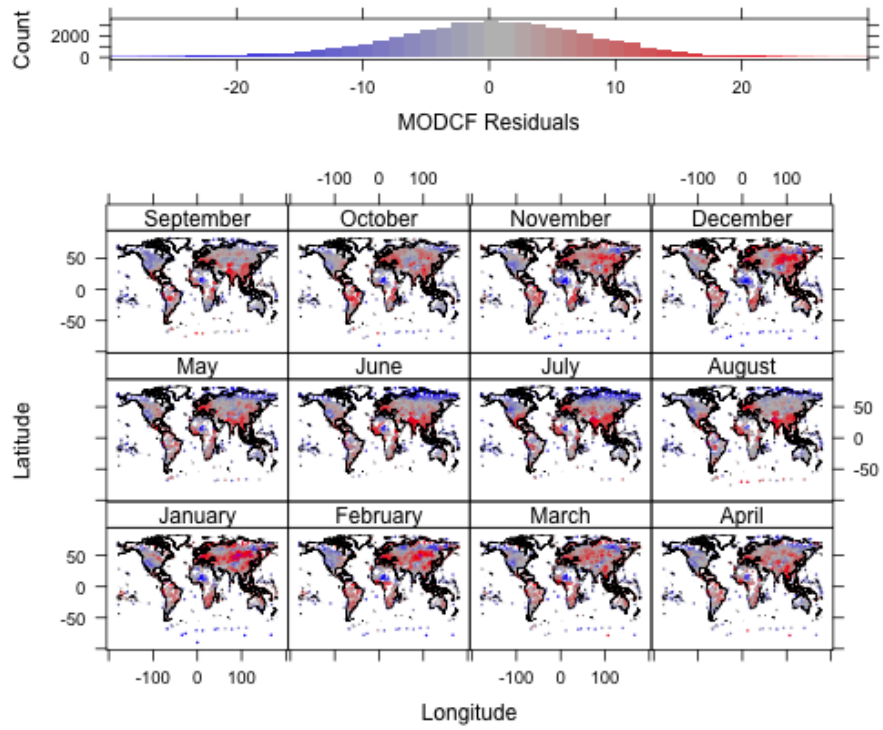 Count
2000
0
-20 -10 0 10 20
MODCF Residuals
-100 0 100 -100 0 100
September October November December
50
0
-50
May June July August
50
0
-50
Latitude
January February March April
50
0
-50
-100 0 100 -100 0 100
Longitude